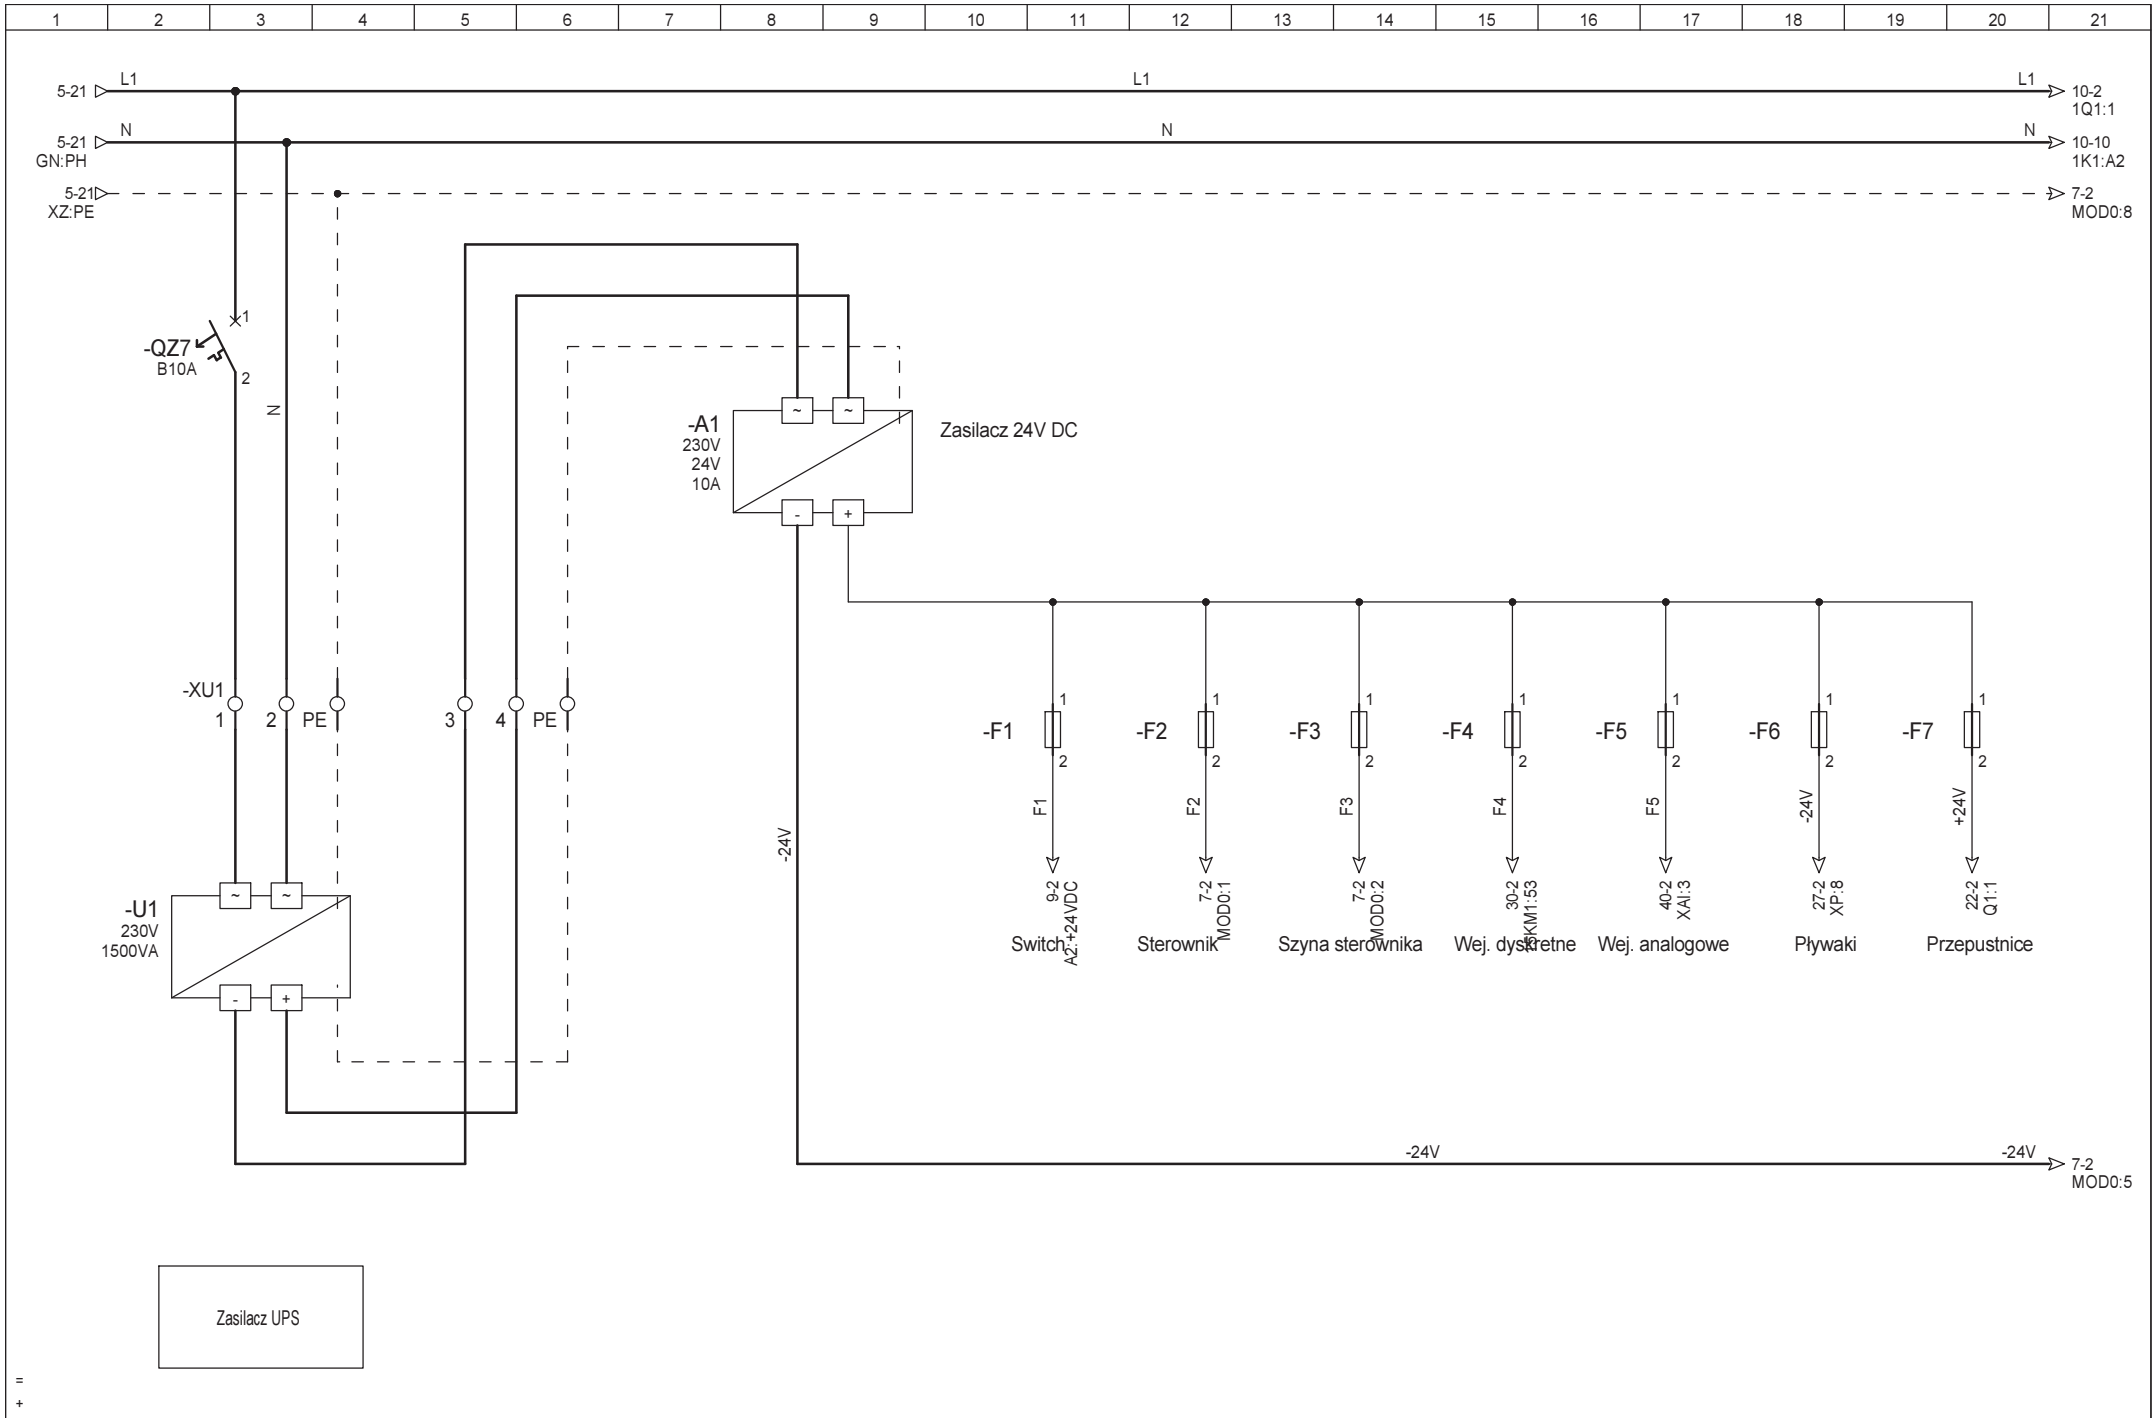 1 2 3 4 5 6 7 8 9 10 11 12 13 14 15 16 17 18 19 20 21
L1 L1 L1
5-21 10-2
1Q1:1
N N N
5-21 10-10
GN:PH 1K1:A2
5-21 7-2
XZ:PE MOD0:8
1
-QZ7
B10A
2
N
~ ~
-A1
230V
24V
10A
Zasilacz 24V DC
- +
-XU1
1 2 PE 3 4 PE
1 1 1 1 1 1 1
-F1 -F2 -F3 -F4 -F5 -F6 -F7
2 2 2 2 2 2 2
F1 F2 F3 F4 F5 -24V +24V
-24V
9-2
A2:+24VDC
7-2
MOD0:1
7-2
MOD0:2
30-2
40-2
XAI:3
27-2
XP:8
22-2
Q1:1
Switch Sterownik Szyna sterownika Wej. dyskretne Wej. analogowe Pływaki Przepustnice
~ ~
-U1
230V
1500VA
- +
-24V -24V
7-2
MOD0:5
Zasilacz UPS
=
+